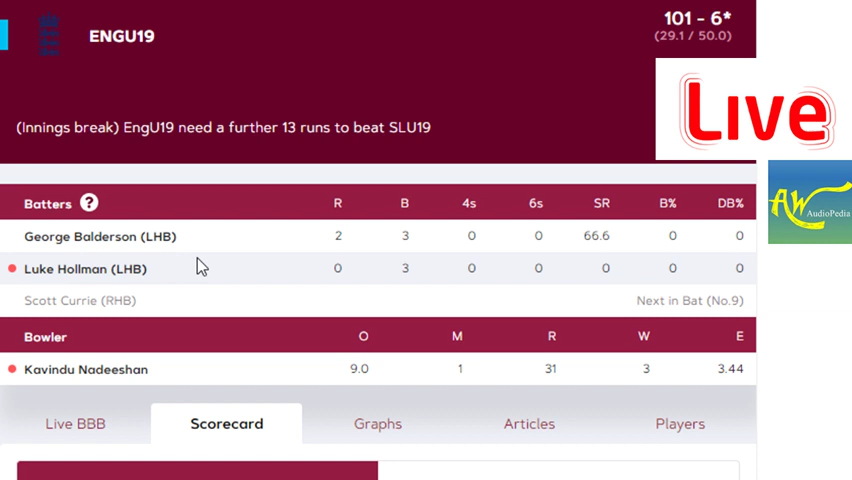 ENGU19
101 - 6*
(29.1 / 50.0)
Live
(Innings break) EngU19 need a further 13 runs to beat SLU19
AW
AudioPedia
Batters ? R B 4s 6s SR B% DB%
George Balderson (LHB) 2 3 0 0 66.6 0 0
Luke Hollman (LHB) 0 3 0 0 0 0 0
Scott Currie (RHB) Next in Bat (No.9)
Bowler O M R W E
Kavindu Nadeeshan 9.0 1 31 3 3.44
Live BBB Scorecard Graphs Articles Players